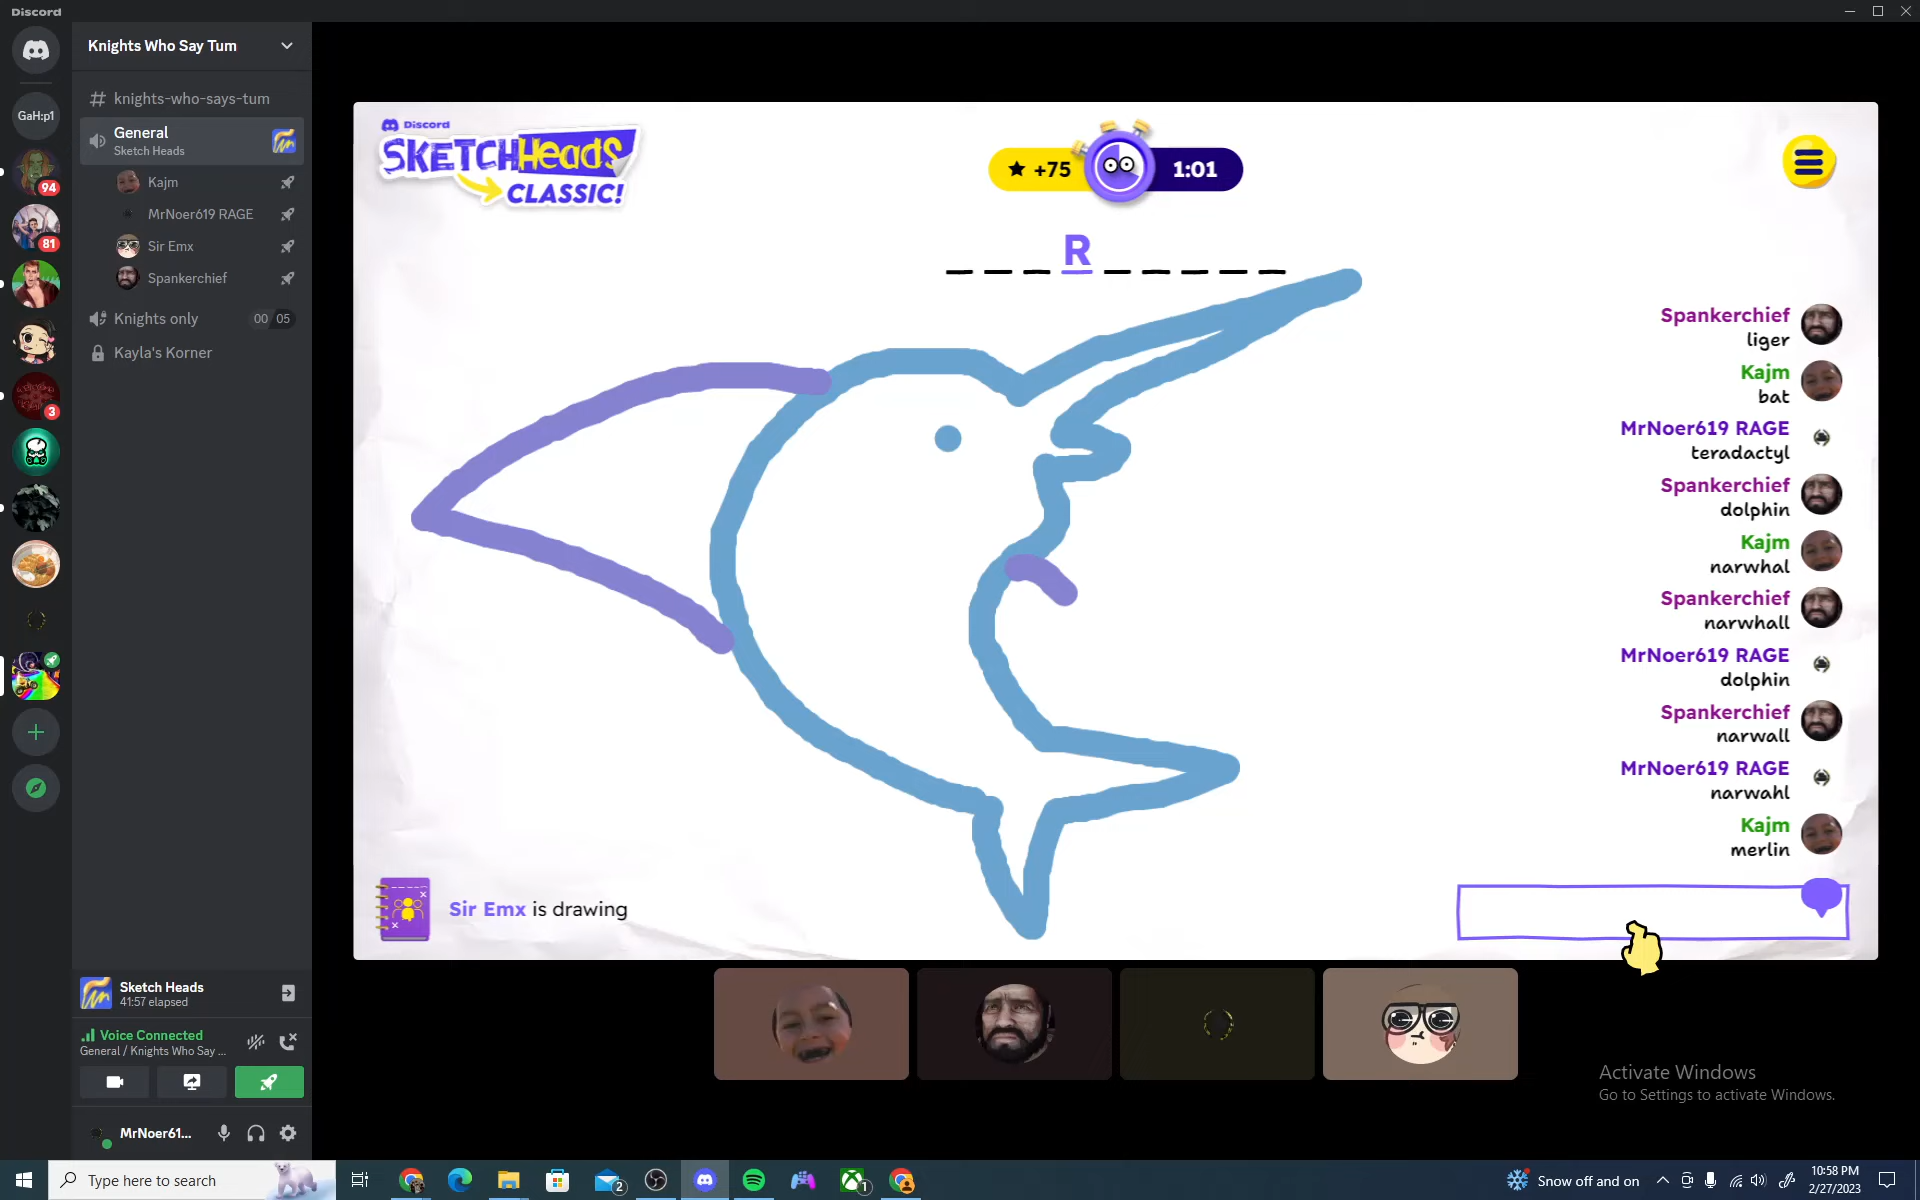 Discord
Knights Who Say Tum
knights-who-says-tum
GaH:p1
General
Sketch Heads
94
Kajm
MrNoer619 RAGE
81
Sir Emx
Spankerchief
Knights only 00 05
Kayla's Korner
3
Discord
SKETCHHeadS
CLASSIC!
+75
1:01
R
Spankerchief
liger
Kajm
bat
MrNoer619 RAGE
teradactyl
Spankerchief
dolphin
Kajm
narwhal
Spankerchief
narwhall
MrNoer619 RAGE
dolphin
Spankerchief
narwall
MrNoer619 RAGE
narwahl
Kajm
merlin
Sir Emx is drawing
Sketch Heads
41:57 elapsed
Voice Connected
General / Knights Who Say ...
MrNoer61...
Activate Windows
Go to Settings to activate Windows.
Type here to search
2
1
Snow off and on
10:58 PM
2/27/2023